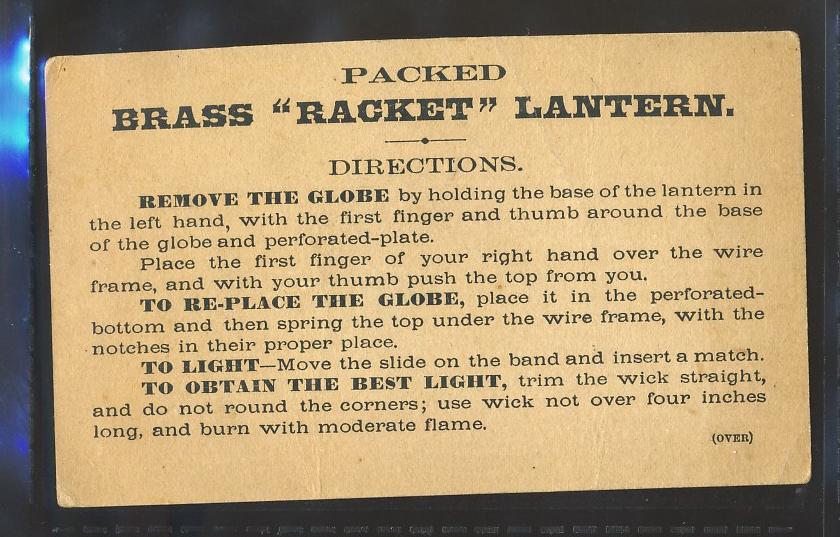 PACKED
BRASS “RACKET” LANTERN.
DIRECTIONS.
REMOVE THE GLOBE by holding the base of the lantern in
the left hand, with the first finger and thumb around the base
of the globe and perforated-plate.
Place the first finger of your right hand over the wire
frame, and with your thumb push the top from you.
TO RE-PLACE THE GLOBE, place it in the perforated-
bottom and then spring the top under the wire frame, with the
notches in their proper place.
TO LIGHT—Move the slide on the band and insert a match.
TO OBTAIN THE BEST LIGHT, trim the wick straight,
and do not round the corners; use wick not over four inches
long, and burn with moderate flame.
(OVER)